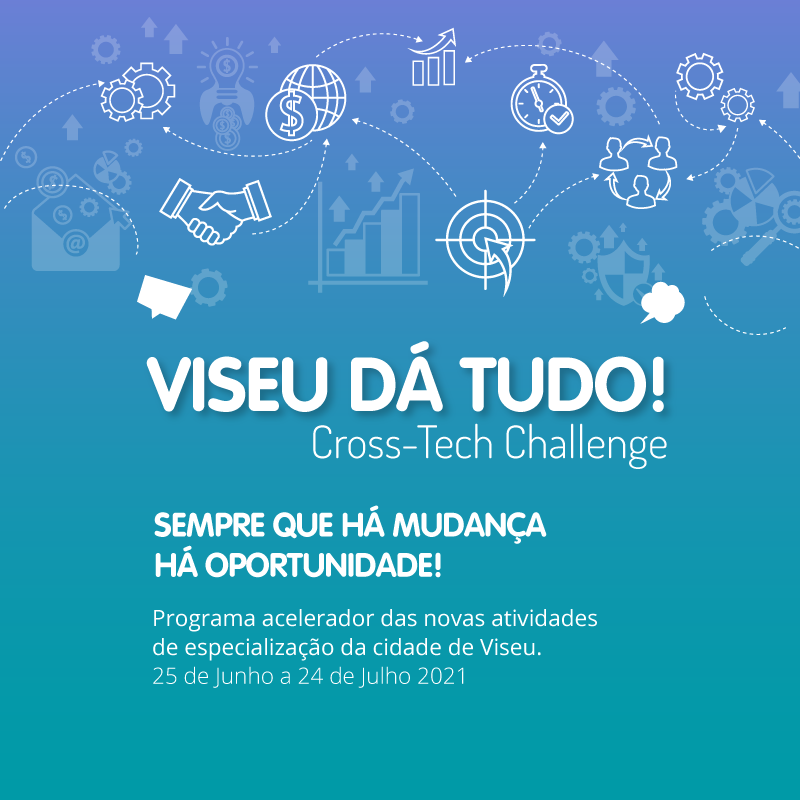 VISEU DÁ TUDO!
Cross-Tech Challenge
SEMPRE QUE HÁ MUDANÇA
HÁ OPORTUNIDADE!
Programa acelerador das novas atividades
de especialização da cidade de Viseu.
25 de Junho a 24 de Julho 2021